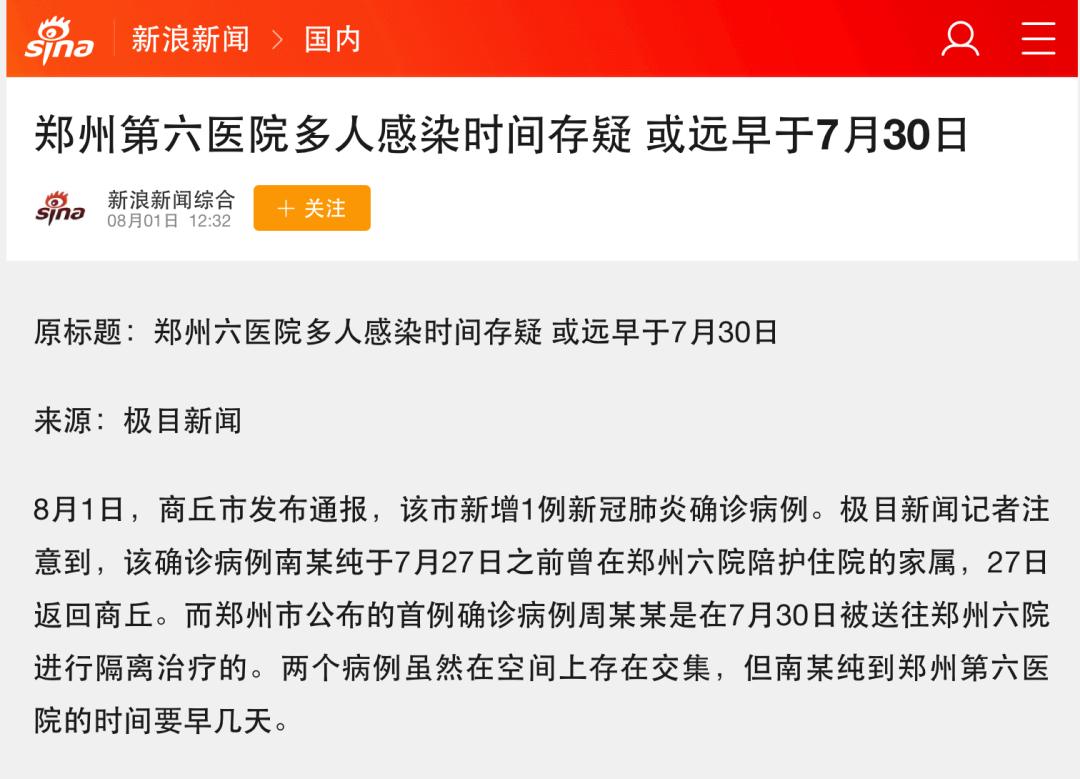 sina 新浪新闻 > 国内
郑州第六医院多人感染时间存疑 或远早于7月30日
sina 新浪新闻综合 + 关注
08月01日 12:32
原标题：郑州六医院多人感染时间存疑 或远早于7月30日
来源：极目新闻
8月1日，商丘市发布通报，该市新增1例新冠肺炎确诊病例。极目新闻记者注
意到，该确诊病例南某纯于7月27日之前曾在郑州六院陪护住院的家属，27日
返回商丘。而郑州市公布的首例确诊病例周某某是在7月30日被送往郑州六院
进行隔离治疗的。两个病例虽然在空间上存在交集，但南某纯到郑州第六医
院的时间要早几天。